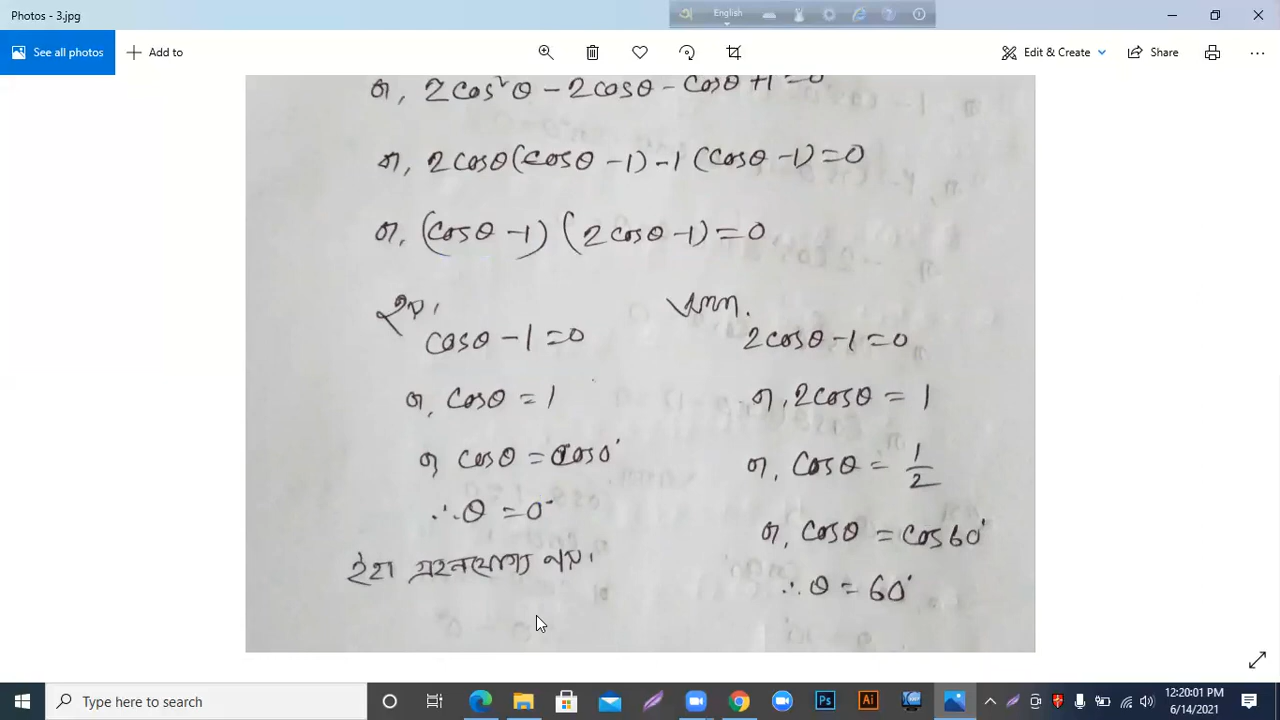 Photos - 3.jpg
English
See all photos
Add to
Edit & Create
Share
বা, 2cos²θ - 2cosθ - cosθ +1 =0
বা, 2cosθ(cosθ -1) -1 (cosθ -1) =0
বা, (cosθ -1) (2cosθ -1) =0
হয়, অথবা,
cosθ -1 =0 2cosθ -1 =0
বা, cosθ = 1 বা, 2cosθ = 1
বা cosθ = cos0° বা, cosθ = 1/2
∴ θ = 0° বা, cosθ = cos60°
ইহা গ্রহনযোগ্য নয়। ∴ θ = 60°
Type here to search
12:20:01 PM
6/14/2021